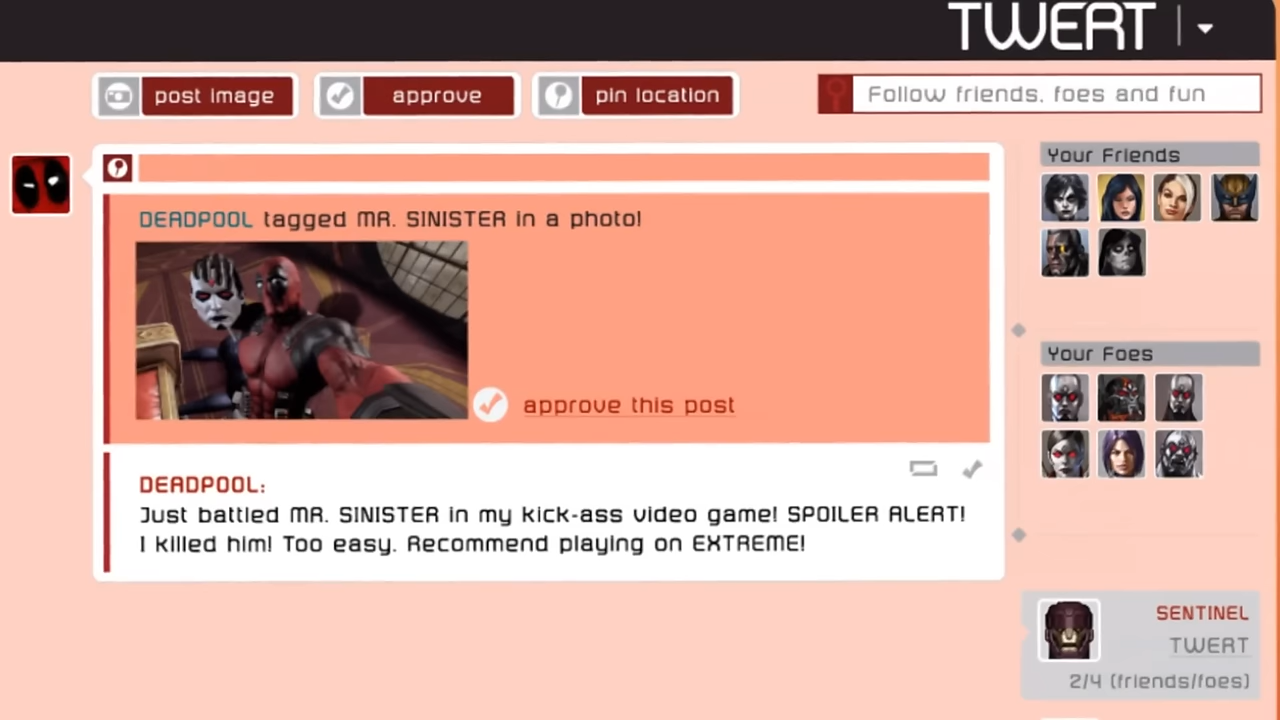 TWERT
post image
approve
pin location
Follow friends, foes and fun
Your Friends
DEADPOOL tagged MR. SINISTER in a photo!
approve this post
Your Foes
DEADPOOL:
Just battled MR. SINISTER in my kick-ass video game! SPOILER ALERT!
I killed him! Too easy. Recommend playing on EXTREME!
SENTINEL
TWERT
2/4 (friends/foes)